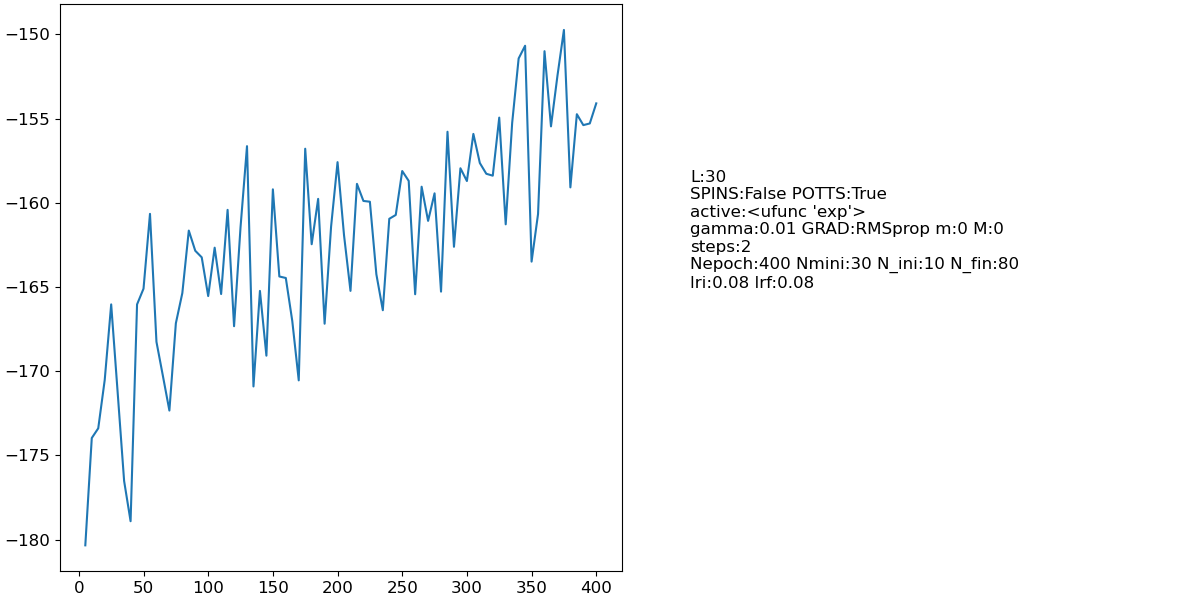 −150
−155
−160
−165
−170
−175
−180
0 50 100 150 200 250 300 350 400
L:30
SPINS:False POTTS:True
active:<ufunc 'exp'>
gamma:0.01 GRAD:RMSprop m:0 M:0
steps:2
Nepoch:400 Nmini:30 N_ini:10 N_fin:80
lri:0.08 lrf:0.08